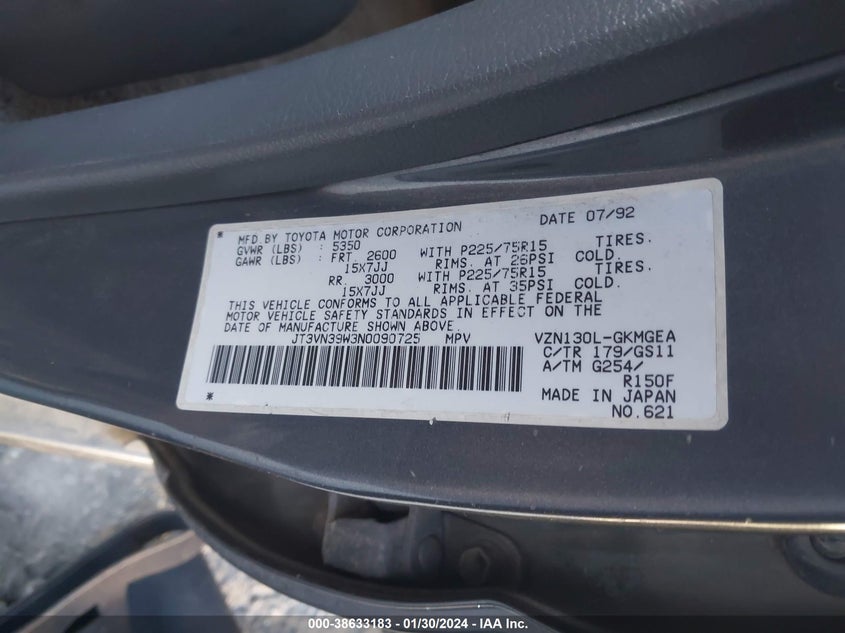 * MFD.BY TOYOTA MOTOR CORPORATION DATE 07/92
GVWR (LBS) : 5350
GAWR (LBS) : FRT. 2600 WITH P225/75R15 TIRES.
15X7JJ RIMS. AT 26PSI COLD.
RR. 3000 WITH P225/75R15 TIRES.
15X7JJ RIMS. AT 35PSI COLD.
THIS VEHICLE CONFORMS TO ALL APPLICABLE FEDERAL
MOTOR VEHICLE SAFETY STANDARDS IN EFFECT ON THE
DATE OF MANUFACTURE SHOWN ABOVE.
JT3VN39W3N0090725 MPV VZN130L-GKMGEA
C/TR 179/GS11
A/TM G254/
R150F
* MADE IN JAPAN
NO.621
000-38633183 - 01/30/2024 - IAA, Inc.